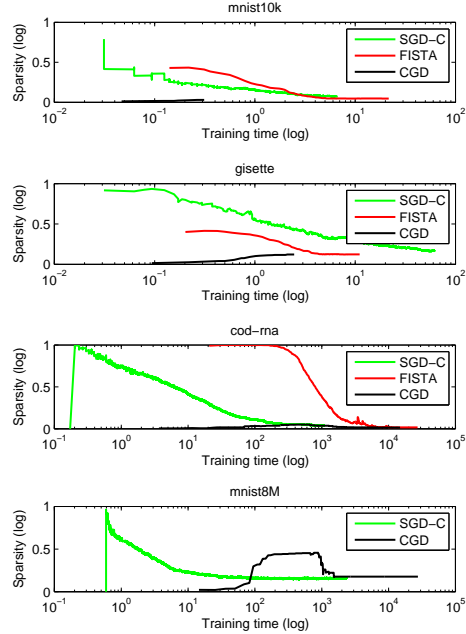 mnist10k
Sparsity (log)
1
0.5
0
SGD-C
FISTA
CGD
10^-2 10^-1 10^0 10^1 10^2
Training time (log)
gisette
Sparsity (log)
1
0.5
0
SGD-C
FISTA
CGD
10^-2 10^-1 10^0 10^1 10^2
Training time (log)
cod-rna
Sparsity (log)
1
0.5
0
SGD-C
FISTA
CGD
10^-1 10^0 10^1 10^2 10^3 10^4 10^5
Training time (log)
mnist8M
Sparsity (log)
1
0.5
0
SGD-C
CGD
10^-1 10^0 10^1 10^2 10^3 10^4 10^5
Training time (log)